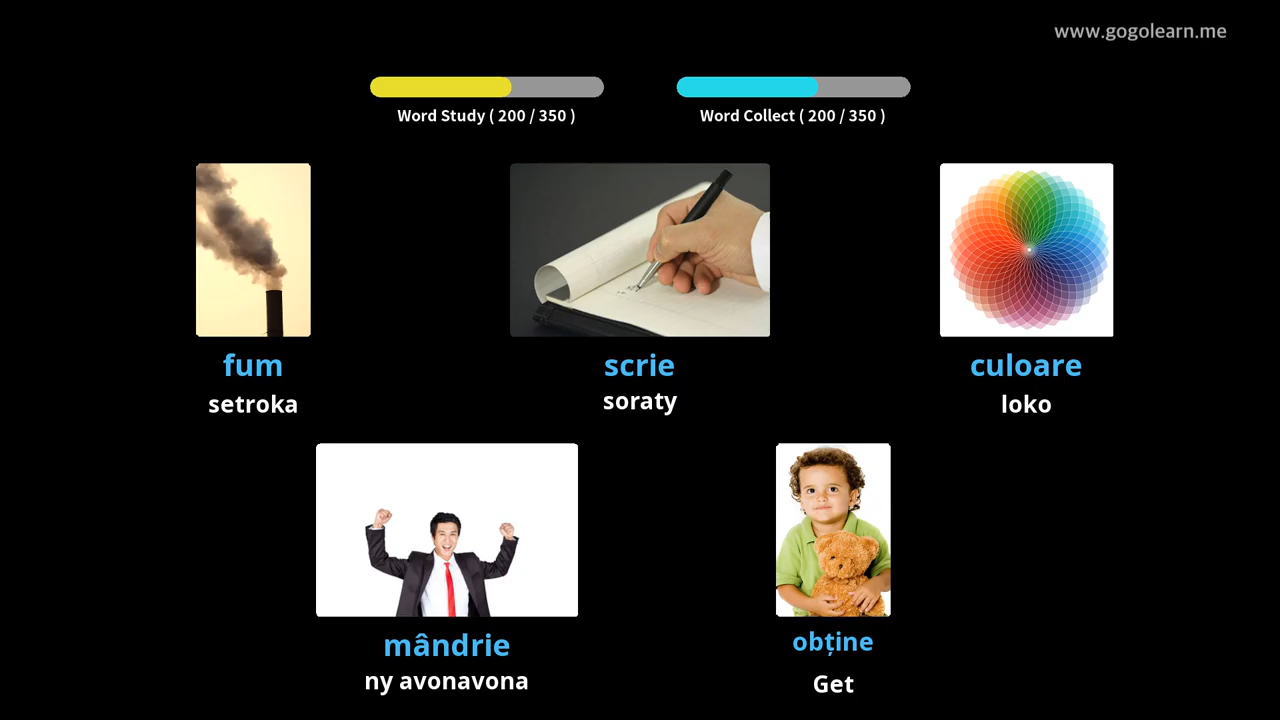 www.gogolearn.me
Word Study ( 200 / 350 )
Word Collect ( 200 / 350 )
fum
setroka
scrie
soraty
culoare
loko
mândrie
ny avonavona
obține
Get